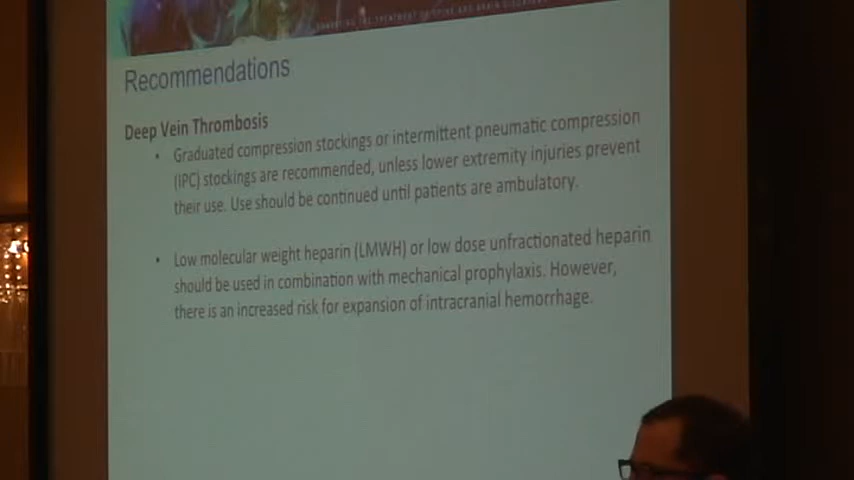 Recommendations
Deep Vein Thrombosis
• Graduated compression stockings or intermittent pneumatic compression
(IPC) stockings are recommended, unless lower extremity injuries prevent
their use. Use should be continued until patients are ambulatory.
• Low molecular weight heparin (LMWH) or low dose unfractionated heparin
should be used in combination with mechanical prophylaxis. However,
there is an increased risk for expansion of intracranial hemorrhage.